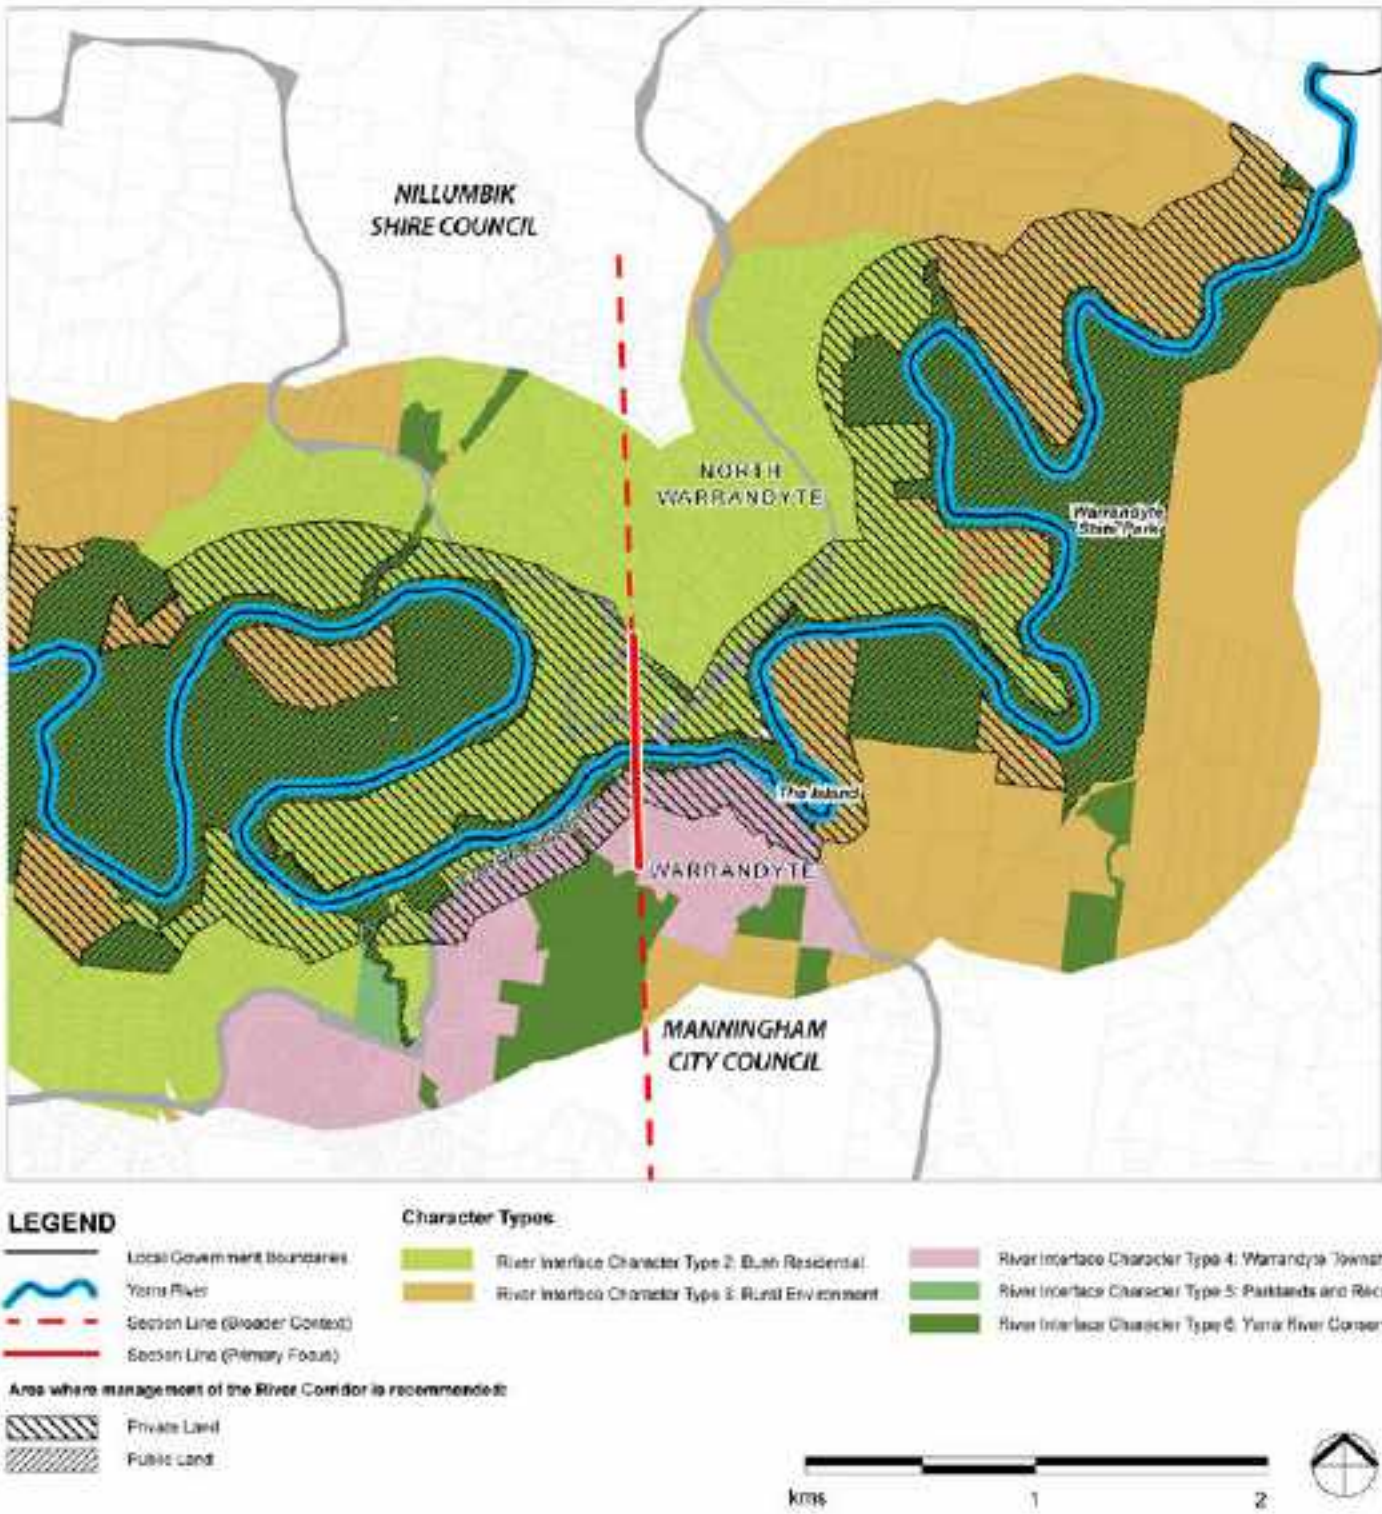 NILLUMBIK
SHIRE COUNCIL
NORTH
WARRANDYTE
Warrandyte
State Park
The Island
WARRANDYTE
MANNINGHAM
CITY COUNCIL
LEGEND
Local Government Boundaries
Yarra River
Section Line (Broader Context)
Section Line (Primary Focus)
Area where management of the River Corridor is recommended:
Private Land
Public Land
Character Types
River Interface Character Type 2: Bush Residential
River Interface Character Type 3: Rural Environment
River Interface Character Type 4: Warrandyte Townsh
River Interface Character Type 5: Parklands and Rec
River Interface Character Type 6: Yarra River Conser
kms
1
2